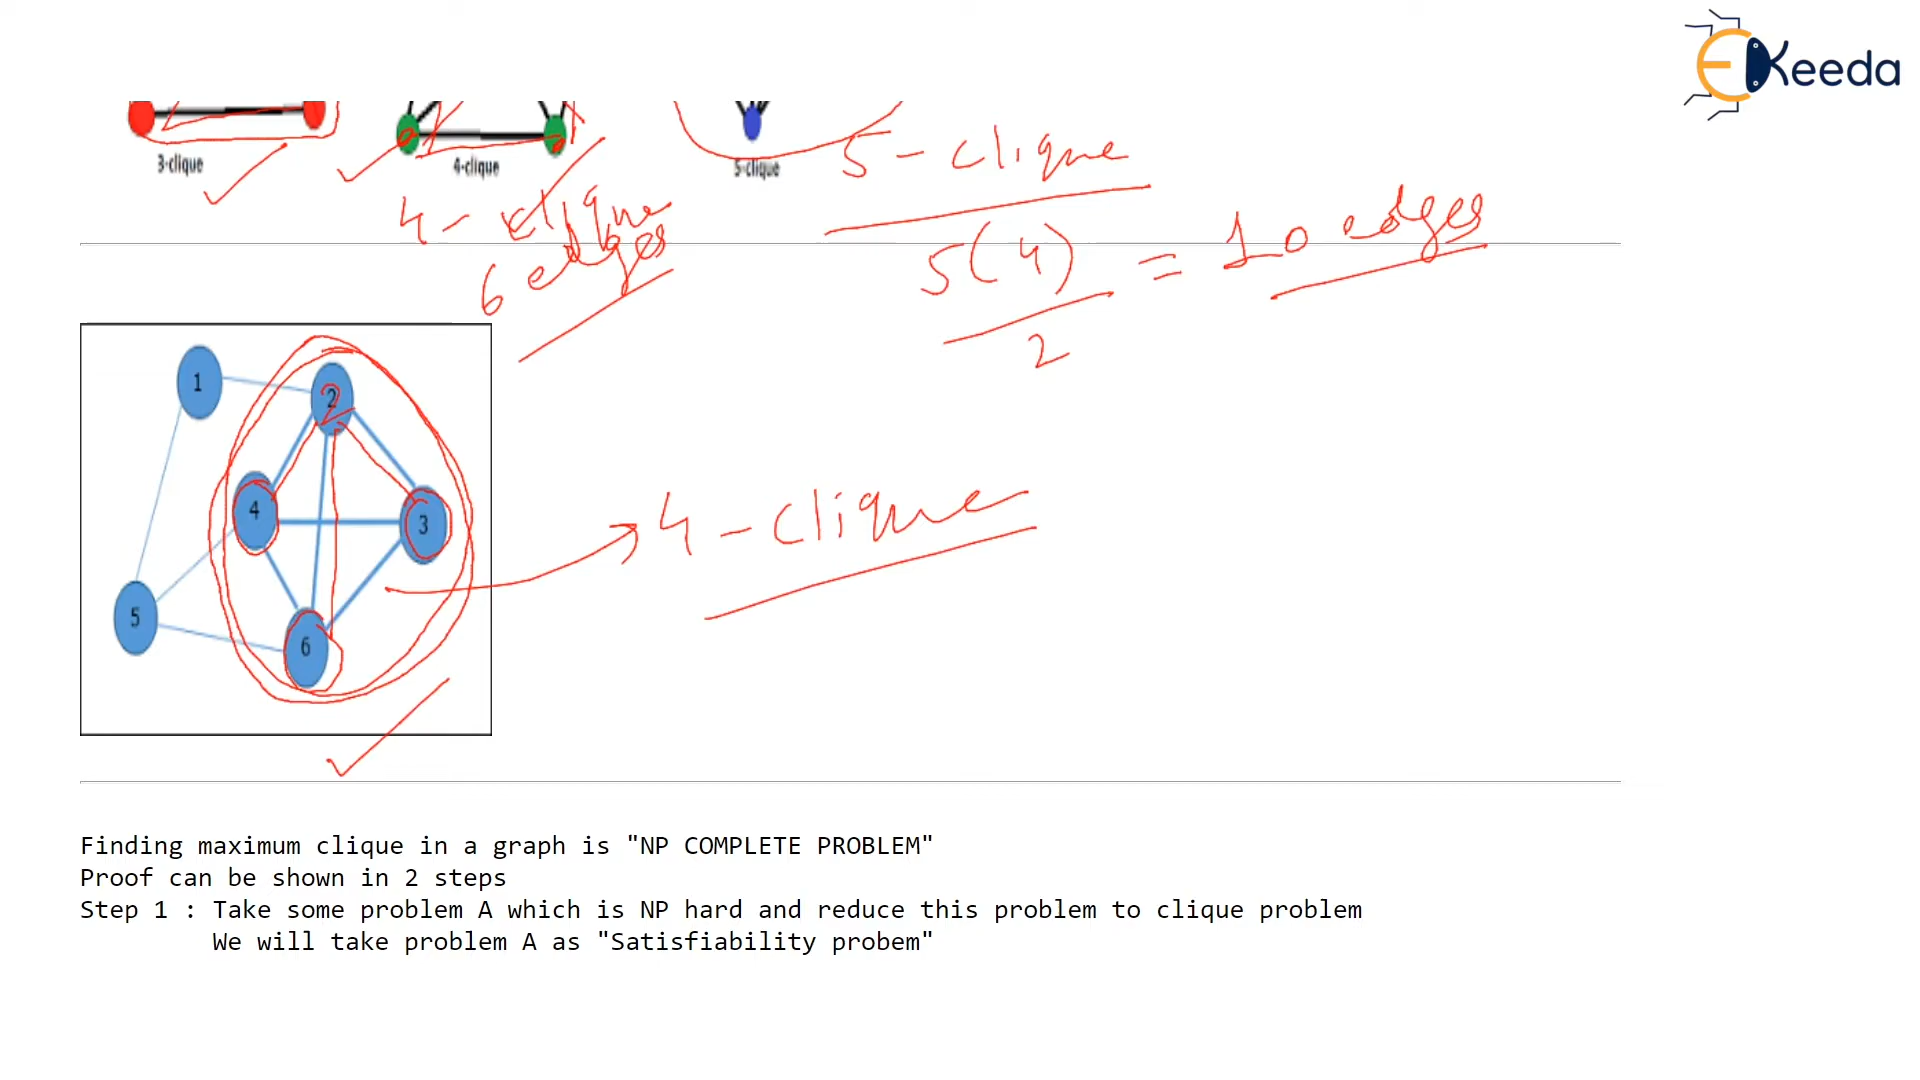 EKeeda
3-clique
4-clique
5-clique
5 - clique
4 - clique
6 edges
5(4)
2
= 10 edges
1
2
2
4
3
5
6
4 - clique
Finding maximum clique in a graph is "NP COMPLETE PROBLEM"
Proof can be shown in 2 steps
Step 1 : Take some problem A which is NP hard and reduce this problem to clique problem
We will take problem A as "Satisfiability probem"